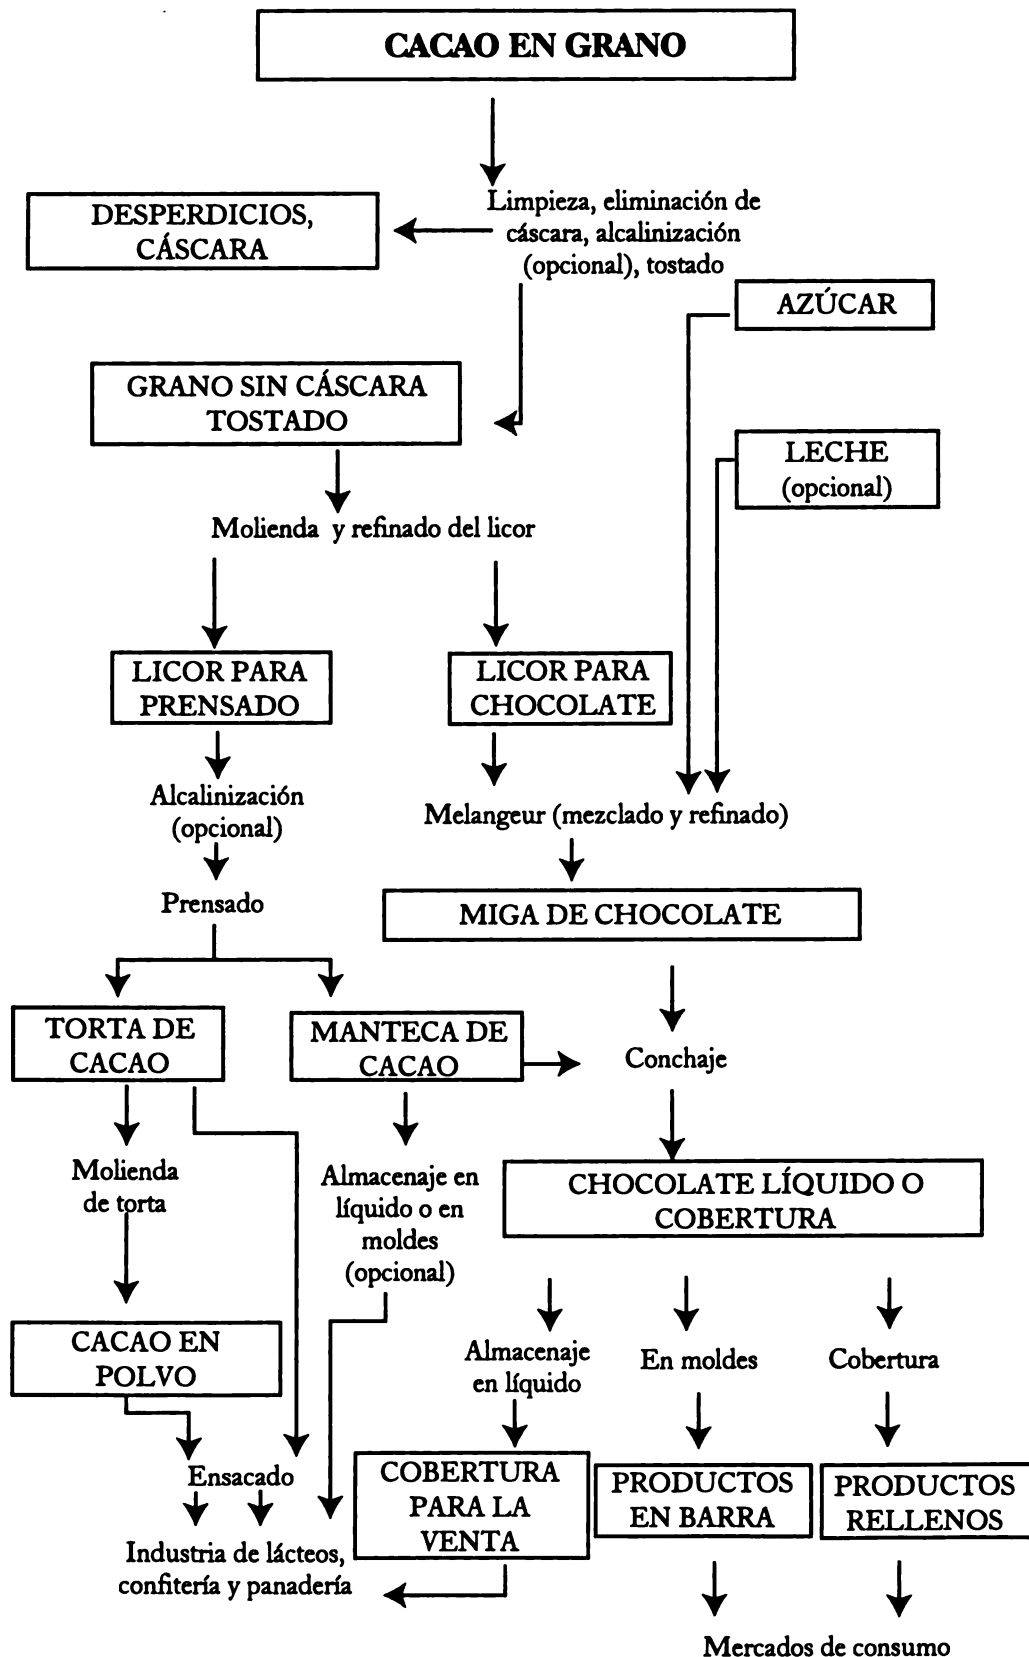 CACAO EN GRANO
Limpieza, eliminación de
cáscara, alcalinización
(opcional), tostado
DESPERDICIOS,
CÁSCARA
AZÚCAR
GRANO SIN CÁSCARA
TOSTADO
LECHE
(opcional)
Molienda y refinado del licor
LICOR PARA
PRENSADO
LICOR PARA
CHOCOLATE
Alcalinización
(opcional)
Melangeur (mezclado y refinado)
Prensado
MIGA DE CHOCOLATE
TORTA DE
CACAO
MANTECA DE
CACAO
Conchaje
Molienda
de torta
Almacenaje en
líquido o en
moldes
(opcional)
CHOCOLATE LÍQUIDO O
COBERTURA
CACAO EN
POLVO
Almacenaje
en líquido
En moldes
Cobertura
Ensacado
COBERTURA
PARA LA
VENTA
PRODUCTOS
EN BARRA
PRODUCTOS
RELLENOS
Industria de lácteos,
confitería y panadería
Mercados de consumo